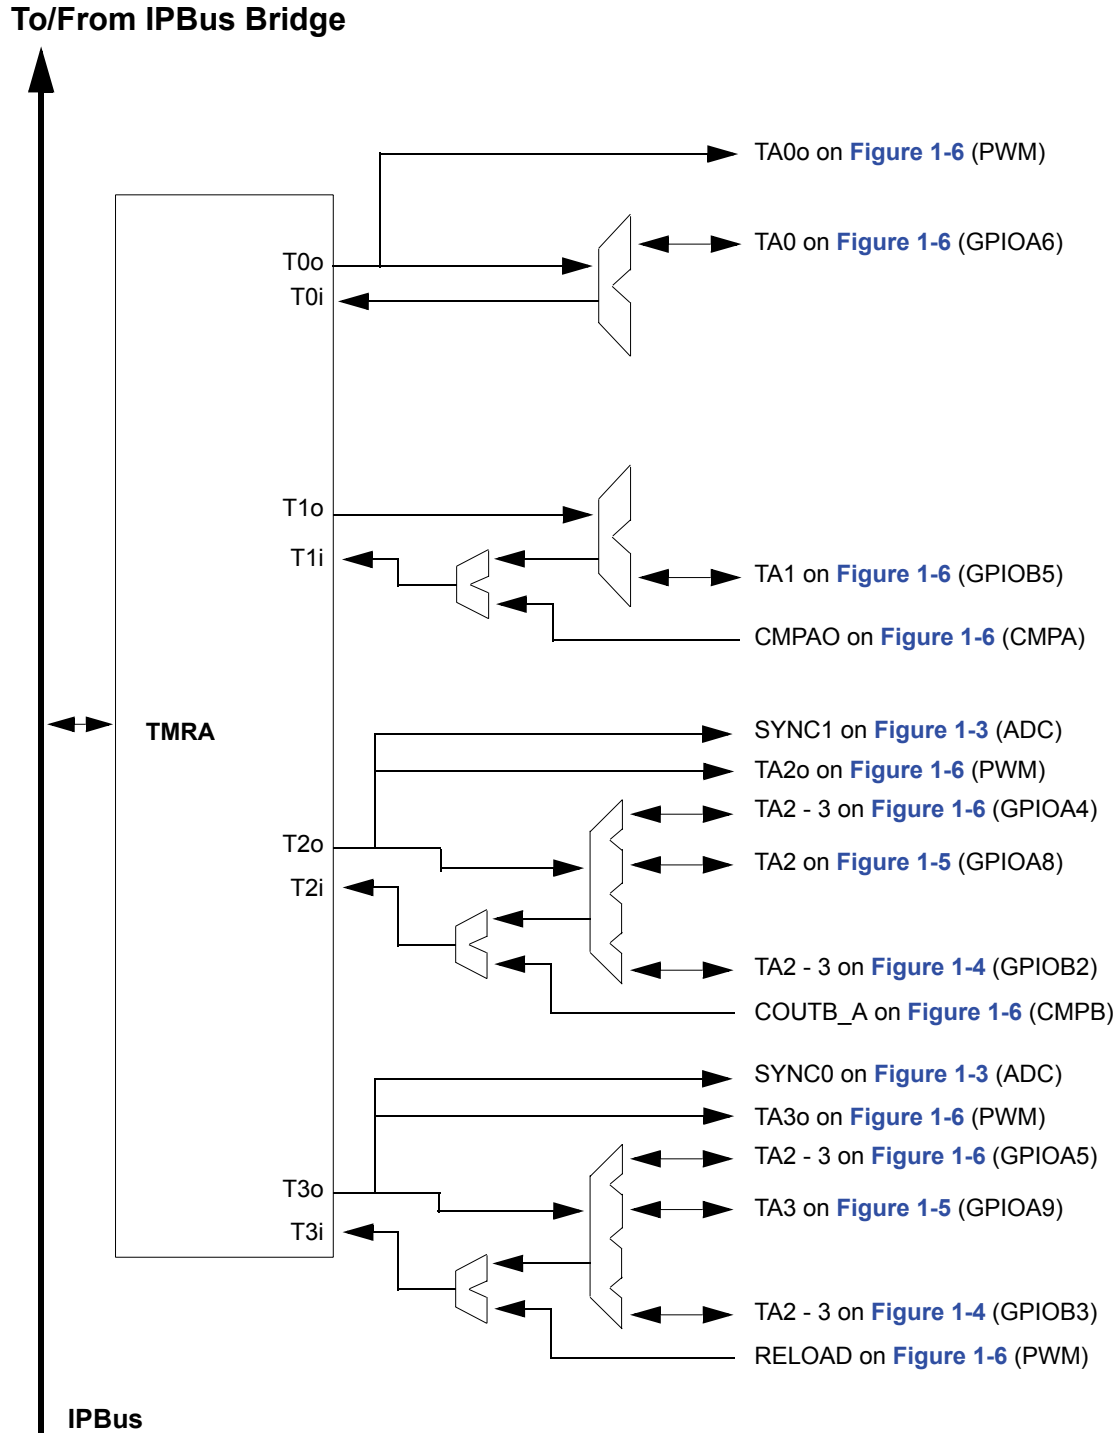 To/From IPBus Bridge
TA0o on Figure 1-6 (PWM)
TA0 on Figure 1-6 (GPIOA6)
T0o
T0i
T1o
T1i
TA1 on Figure 1-6 (GPIOB5)
CMPAO on Figure 1-6 (CMPA)
TMRA
SYNC1 on Figure 1-3 (ADC)
TA2o on Figure 1-6 (PWM)
TA2 - 3 on Figure 1-6 (GPIOA4)
T2o
TA2 on Figure 1-5 (GPIOA8)
T2i
TA2 - 3 on Figure 1-4 (GPIOB2)
COUTB_A on Figure 1-6 (CMPB)
SYNC0 on Figure 1-3 (ADC)
TA3o on Figure 1-6 (PWM)
TA2 - 3 on Figure 1-6 (GPIOA5)
T3o
TA3 on Figure 1-5 (GPIOA9)
T3i
TA2 - 3 on Figure 1-4 (GPIOB3)
RELOAD on Figure 1-6 (PWM)
IPBus